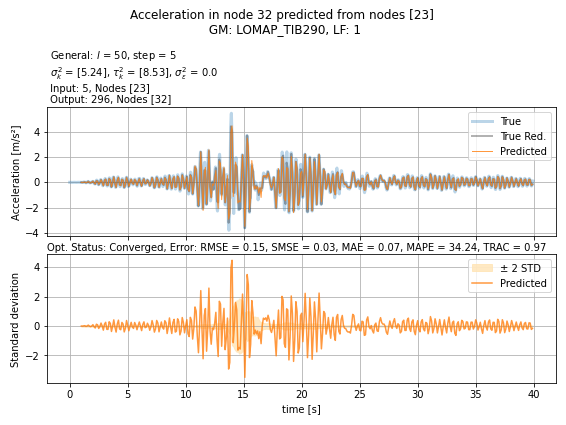 Acceleration in node 32 predicted from nodes [23]
GM: LOMAP_TIB290, LF: 1
General: l = 50, step = 5
σ²ₖ = [5.24], τ²ₖ = [8.53], σ²ε = 0.0
Input: 5, Nodes [23]
Output: 296, Nodes [32]
Acceleration [m/s²]
4
2
0
−2
−4
True
True Red.
Predicted
Opt. Status: Converged, Error: RMSE = 0.15, SMSE = 0.03, MAE = 0.07, MAPE = 34.24, TRAC = 0.97
Standard deviation
4
2
0
−2
± 2 STD
Predicted
0 5 10 15 20 25 30 35 40
time [s]